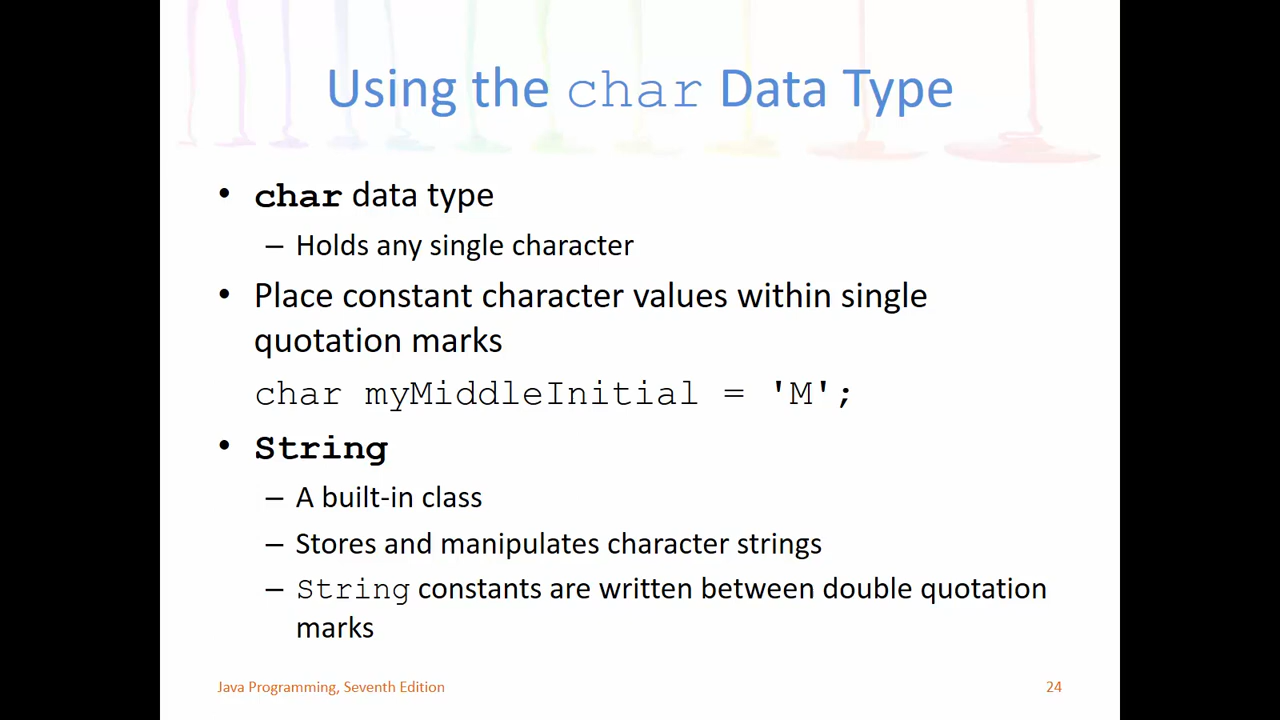 Using the char Data Type
• char data type
– Holds any single character
• Place constant character values within single
quotation marks
char myMiddleInitial = 'M';
• String
– A built-in class
– Stores and manipulates character strings
– String constants are written between double quotation
marks
Java Programming, Seventh Edition
24